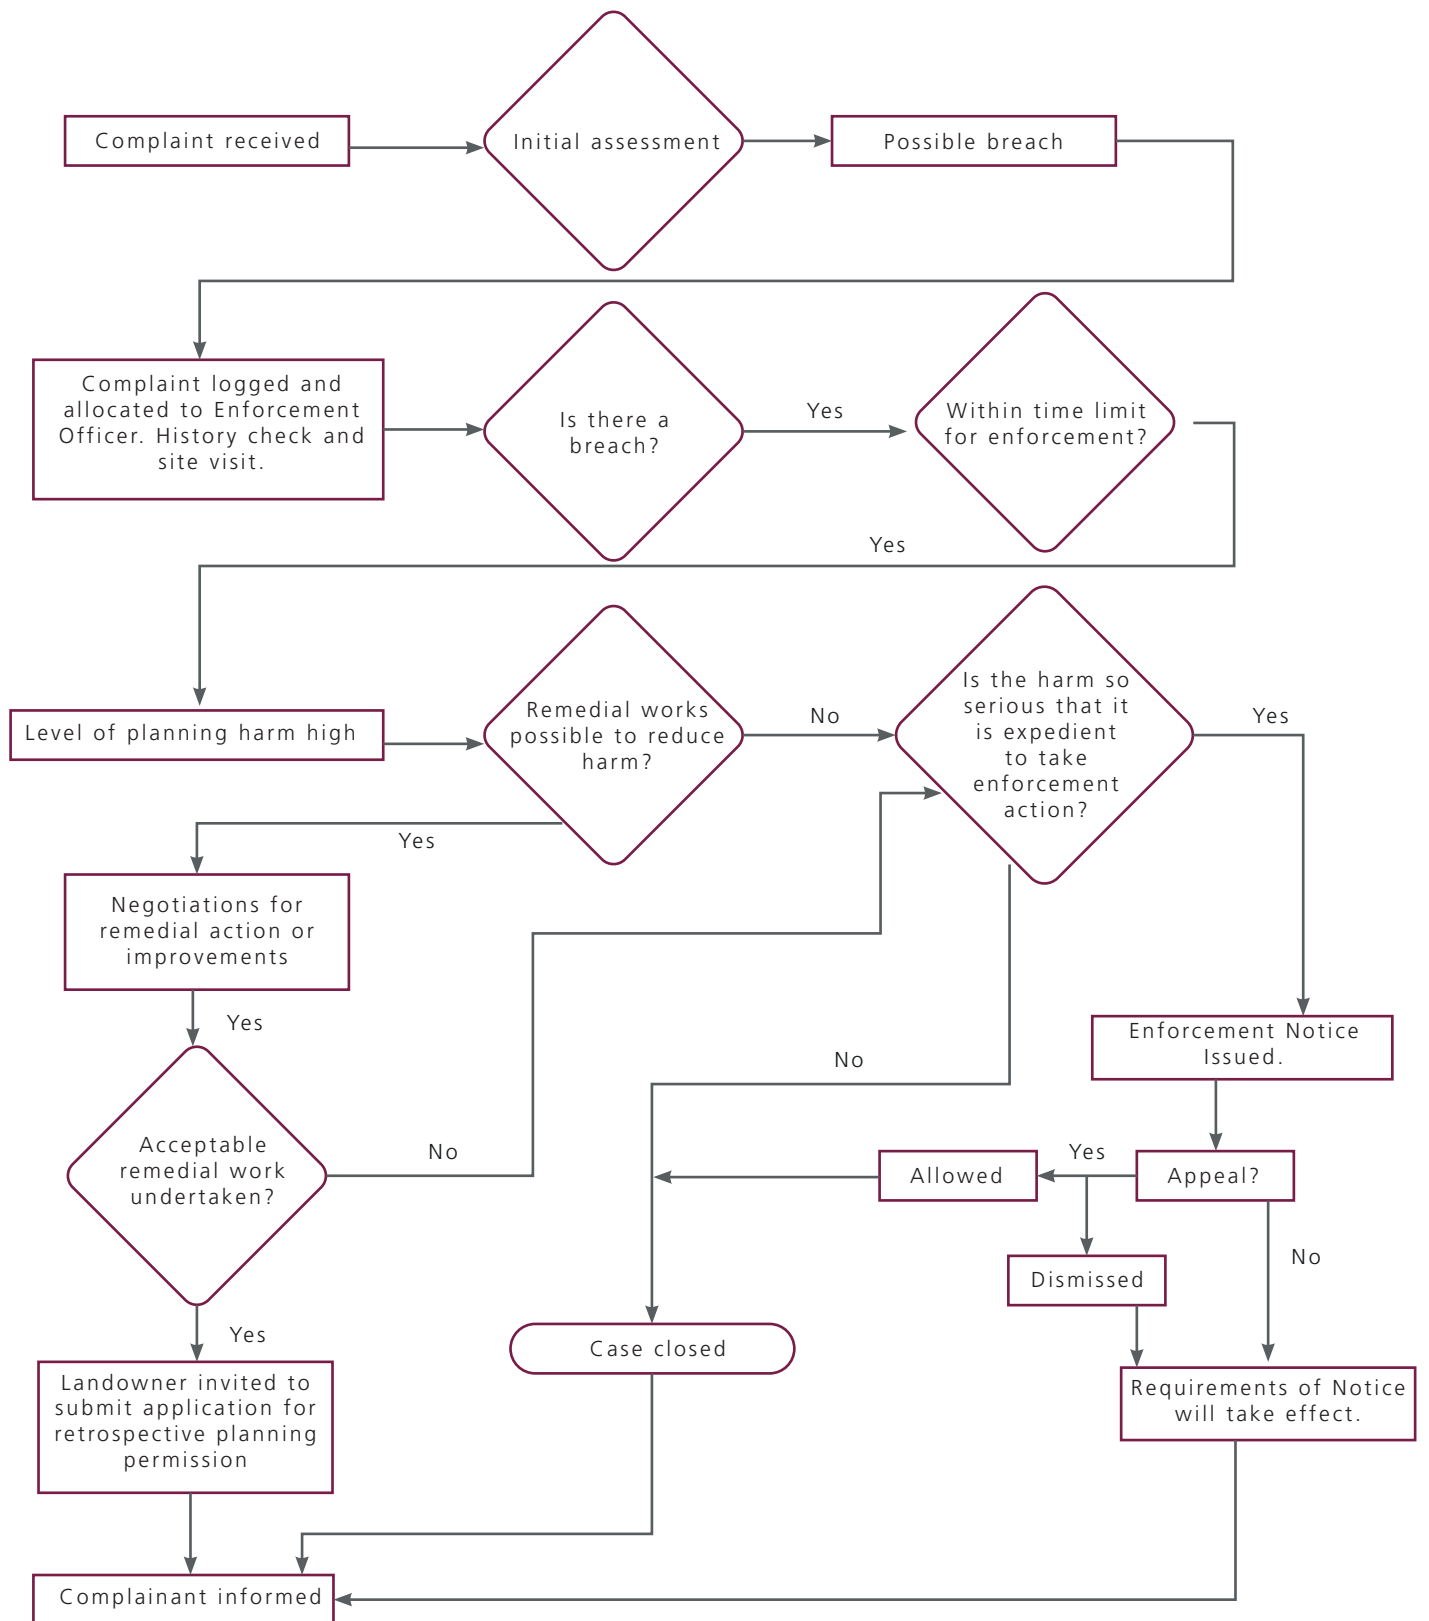 Complaint received
Initial assessment
Possible breach
Complaint logged and
allocated to Enforcement
Officer. History check and
site visit.
Is there a
breach?
Yes
Within time limit
for enforcement?
Yes
Level of planning harm high
Remedial works
possible to reduce
harm?
No
Is the harm so
serious that it
is expedient
to take
enforcement
action?
Yes
Yes
Negotiations for
remedial action or
improvements
Yes
Enforcement Notice
Issued.
No
Acceptable
remedial work
undertaken?
No
Allowed
Yes
Appeal?
Dismissed
No
Yes
Case closed
Landowner invited to
submit application for
retrospective planning
permission
Requirements of Notice
will take effect.
Complainant informed